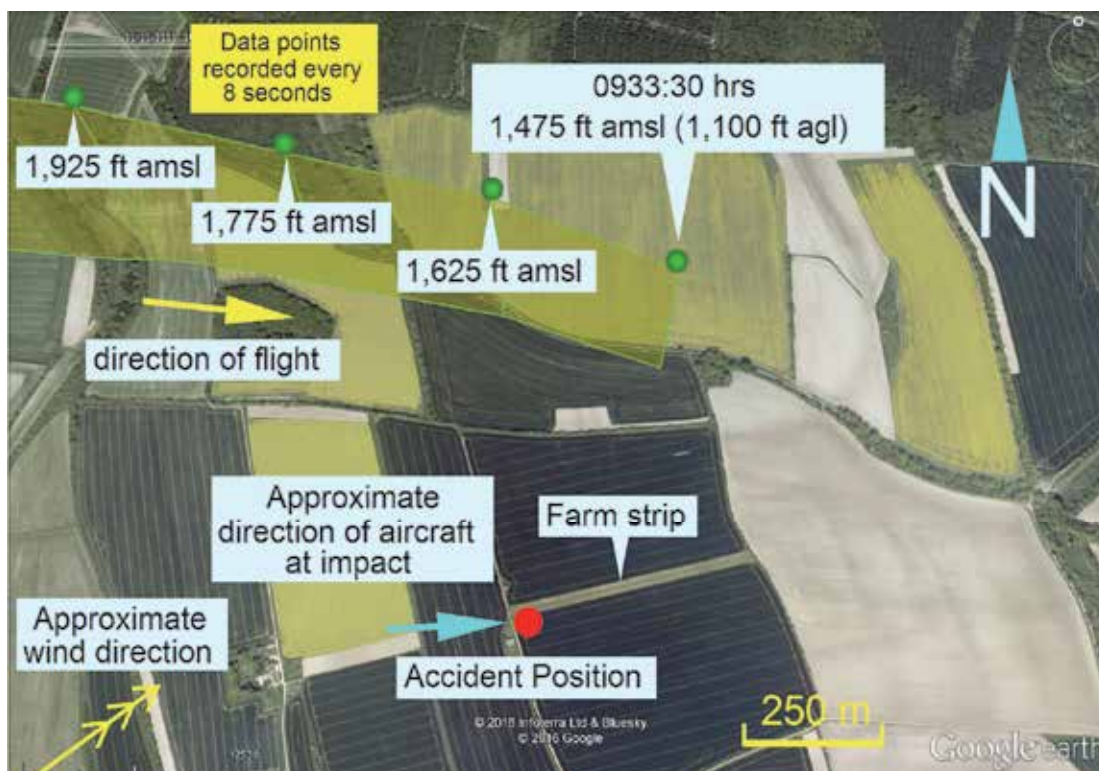 Data points
recorded every
8 seconds
0933:30 hrs
1,475 ft amsl (1,100 ft agl)
1,925 ft amsl
1,775 ft amsl
1,625 ft amsl
N
direction of flight
Approximate
direction of aircraft
at impact
Farm strip
Approximate
wind direction
Accident Position
250 m
© 2016 Infoterra Ltd & Bluesky
© 2016 Google
Google earth